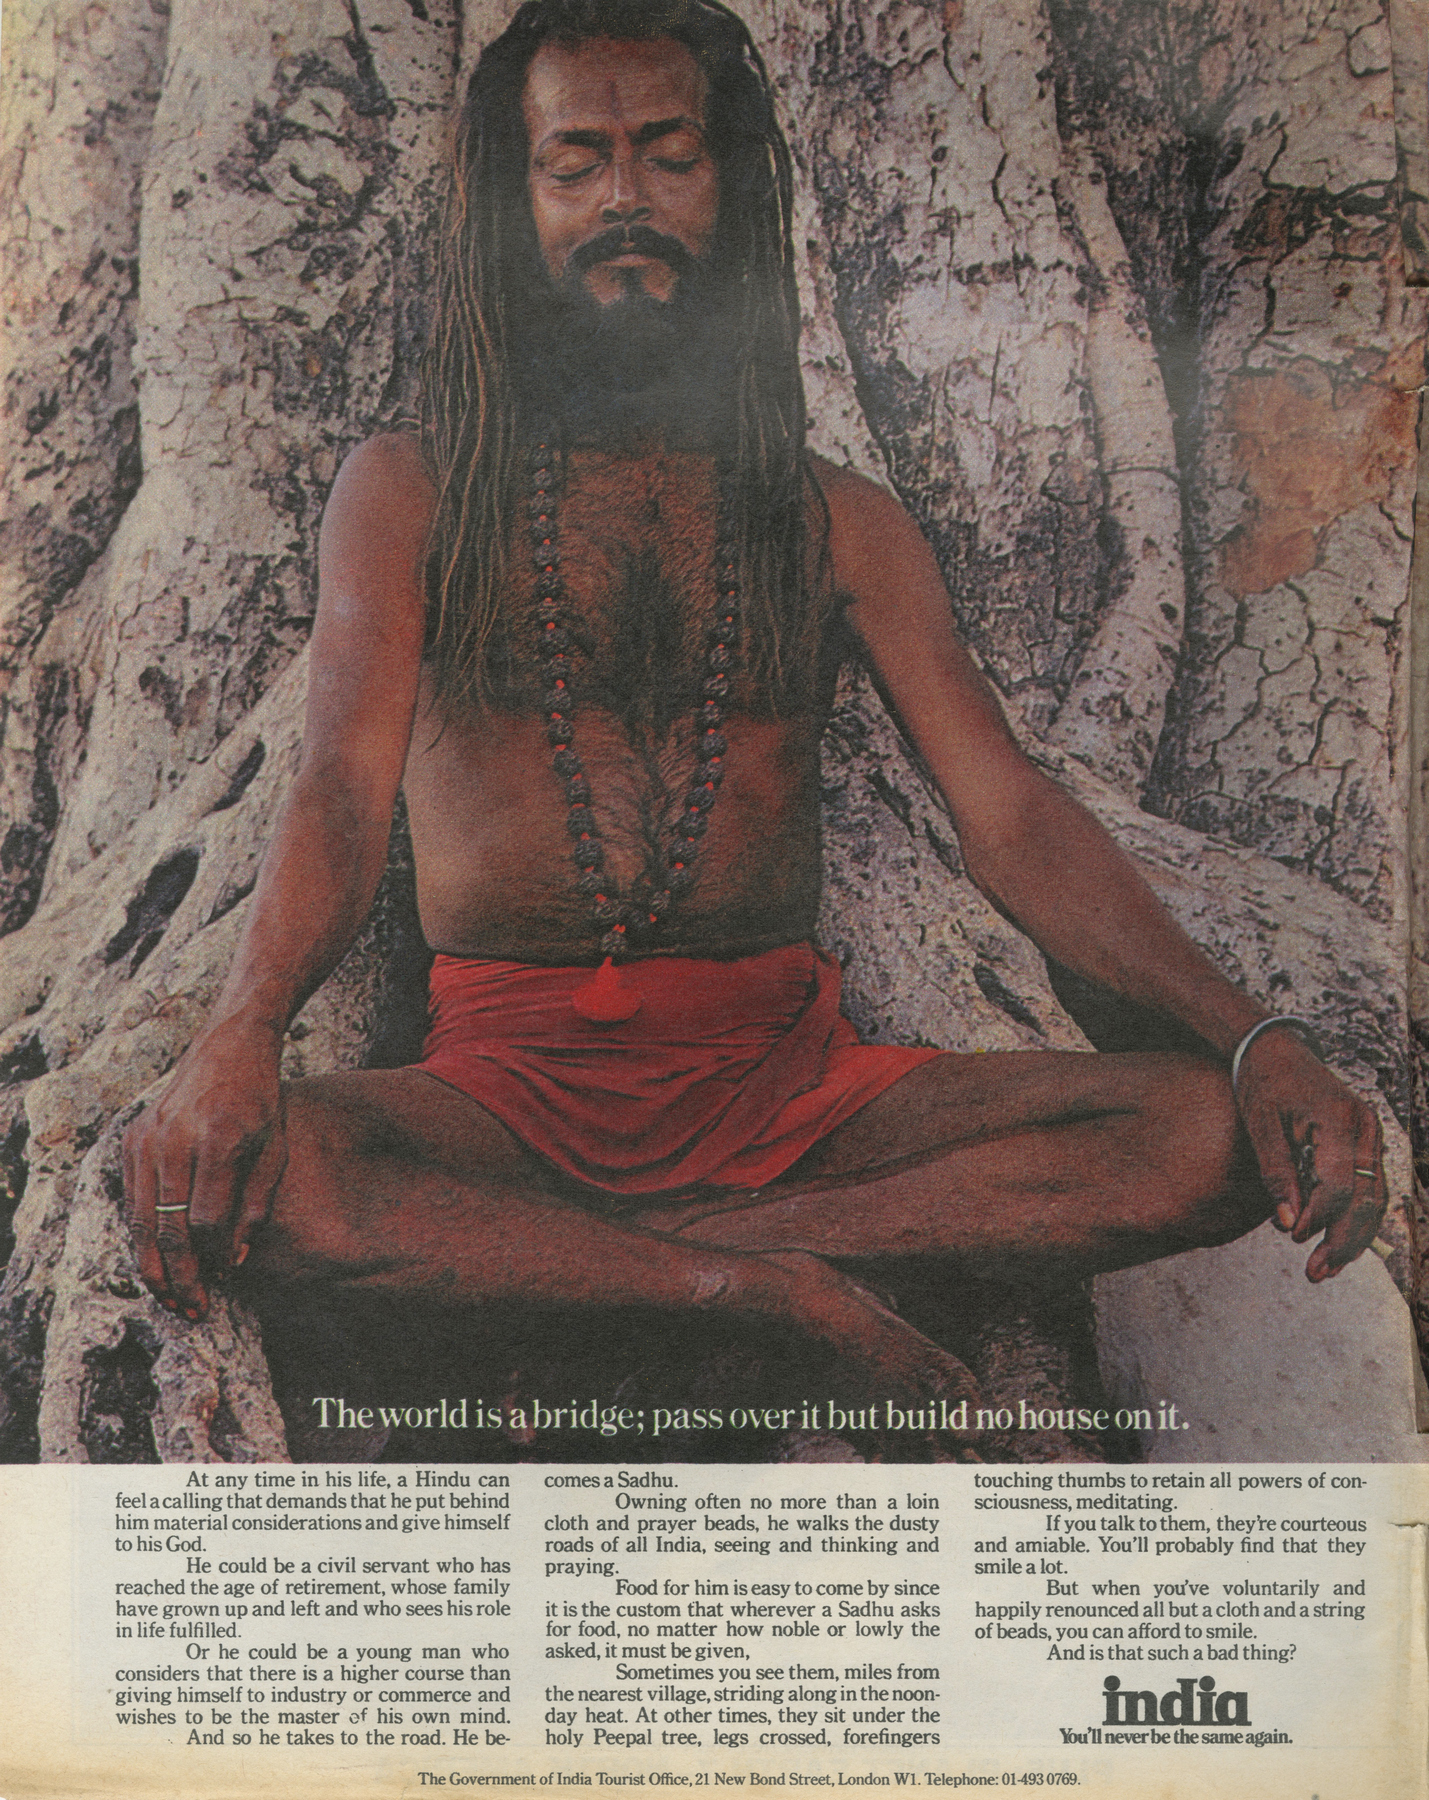 The world is a bridge; pass over it but build no house on it.
At any time in his life, a Hindu can
feel a calling that demands that he put behind
him material considerations and give himself
to his God.
He could be a civil servant who has
reached the age of retirement, whose family
have grown up and left and who sees his role
in life fulfilled.
Or he could be a young man who
considers that there is a higher course than
giving himself to industry or commerce and
wishes to be the master of his own mind.
And so he takes to the road. He be-
comes a Sadhu.
Owning often no more than a loin
cloth and prayer beads, he walks the dusty
roads of all India, seeing and thinking and
praying.
Food for him is easy to come by since
it is the custom that wherever a Sadhu asks
for food, no matter how noble or lowly the
asked, it must be given,
Sometimes you see them, miles from
the nearest village, striding along in the noon-
day heat. At other times, they sit under the
holy Peepal tree, legs crossed, forefingers
touching thumbs to retain all powers of con-
sciousness, meditating.
If you talk to them, they're courteous
and amiable. You'll probably find that they
smile a lot.
But when you've voluntarily and
happily renounced all but a cloth and a string
of beads, you can afford to smile.
And is that such a bad thing?
india
You'll never be the same again.
The Government of India Tourist Office, 21 New Bond Street, London W1. Telephone: 01-493 0769.